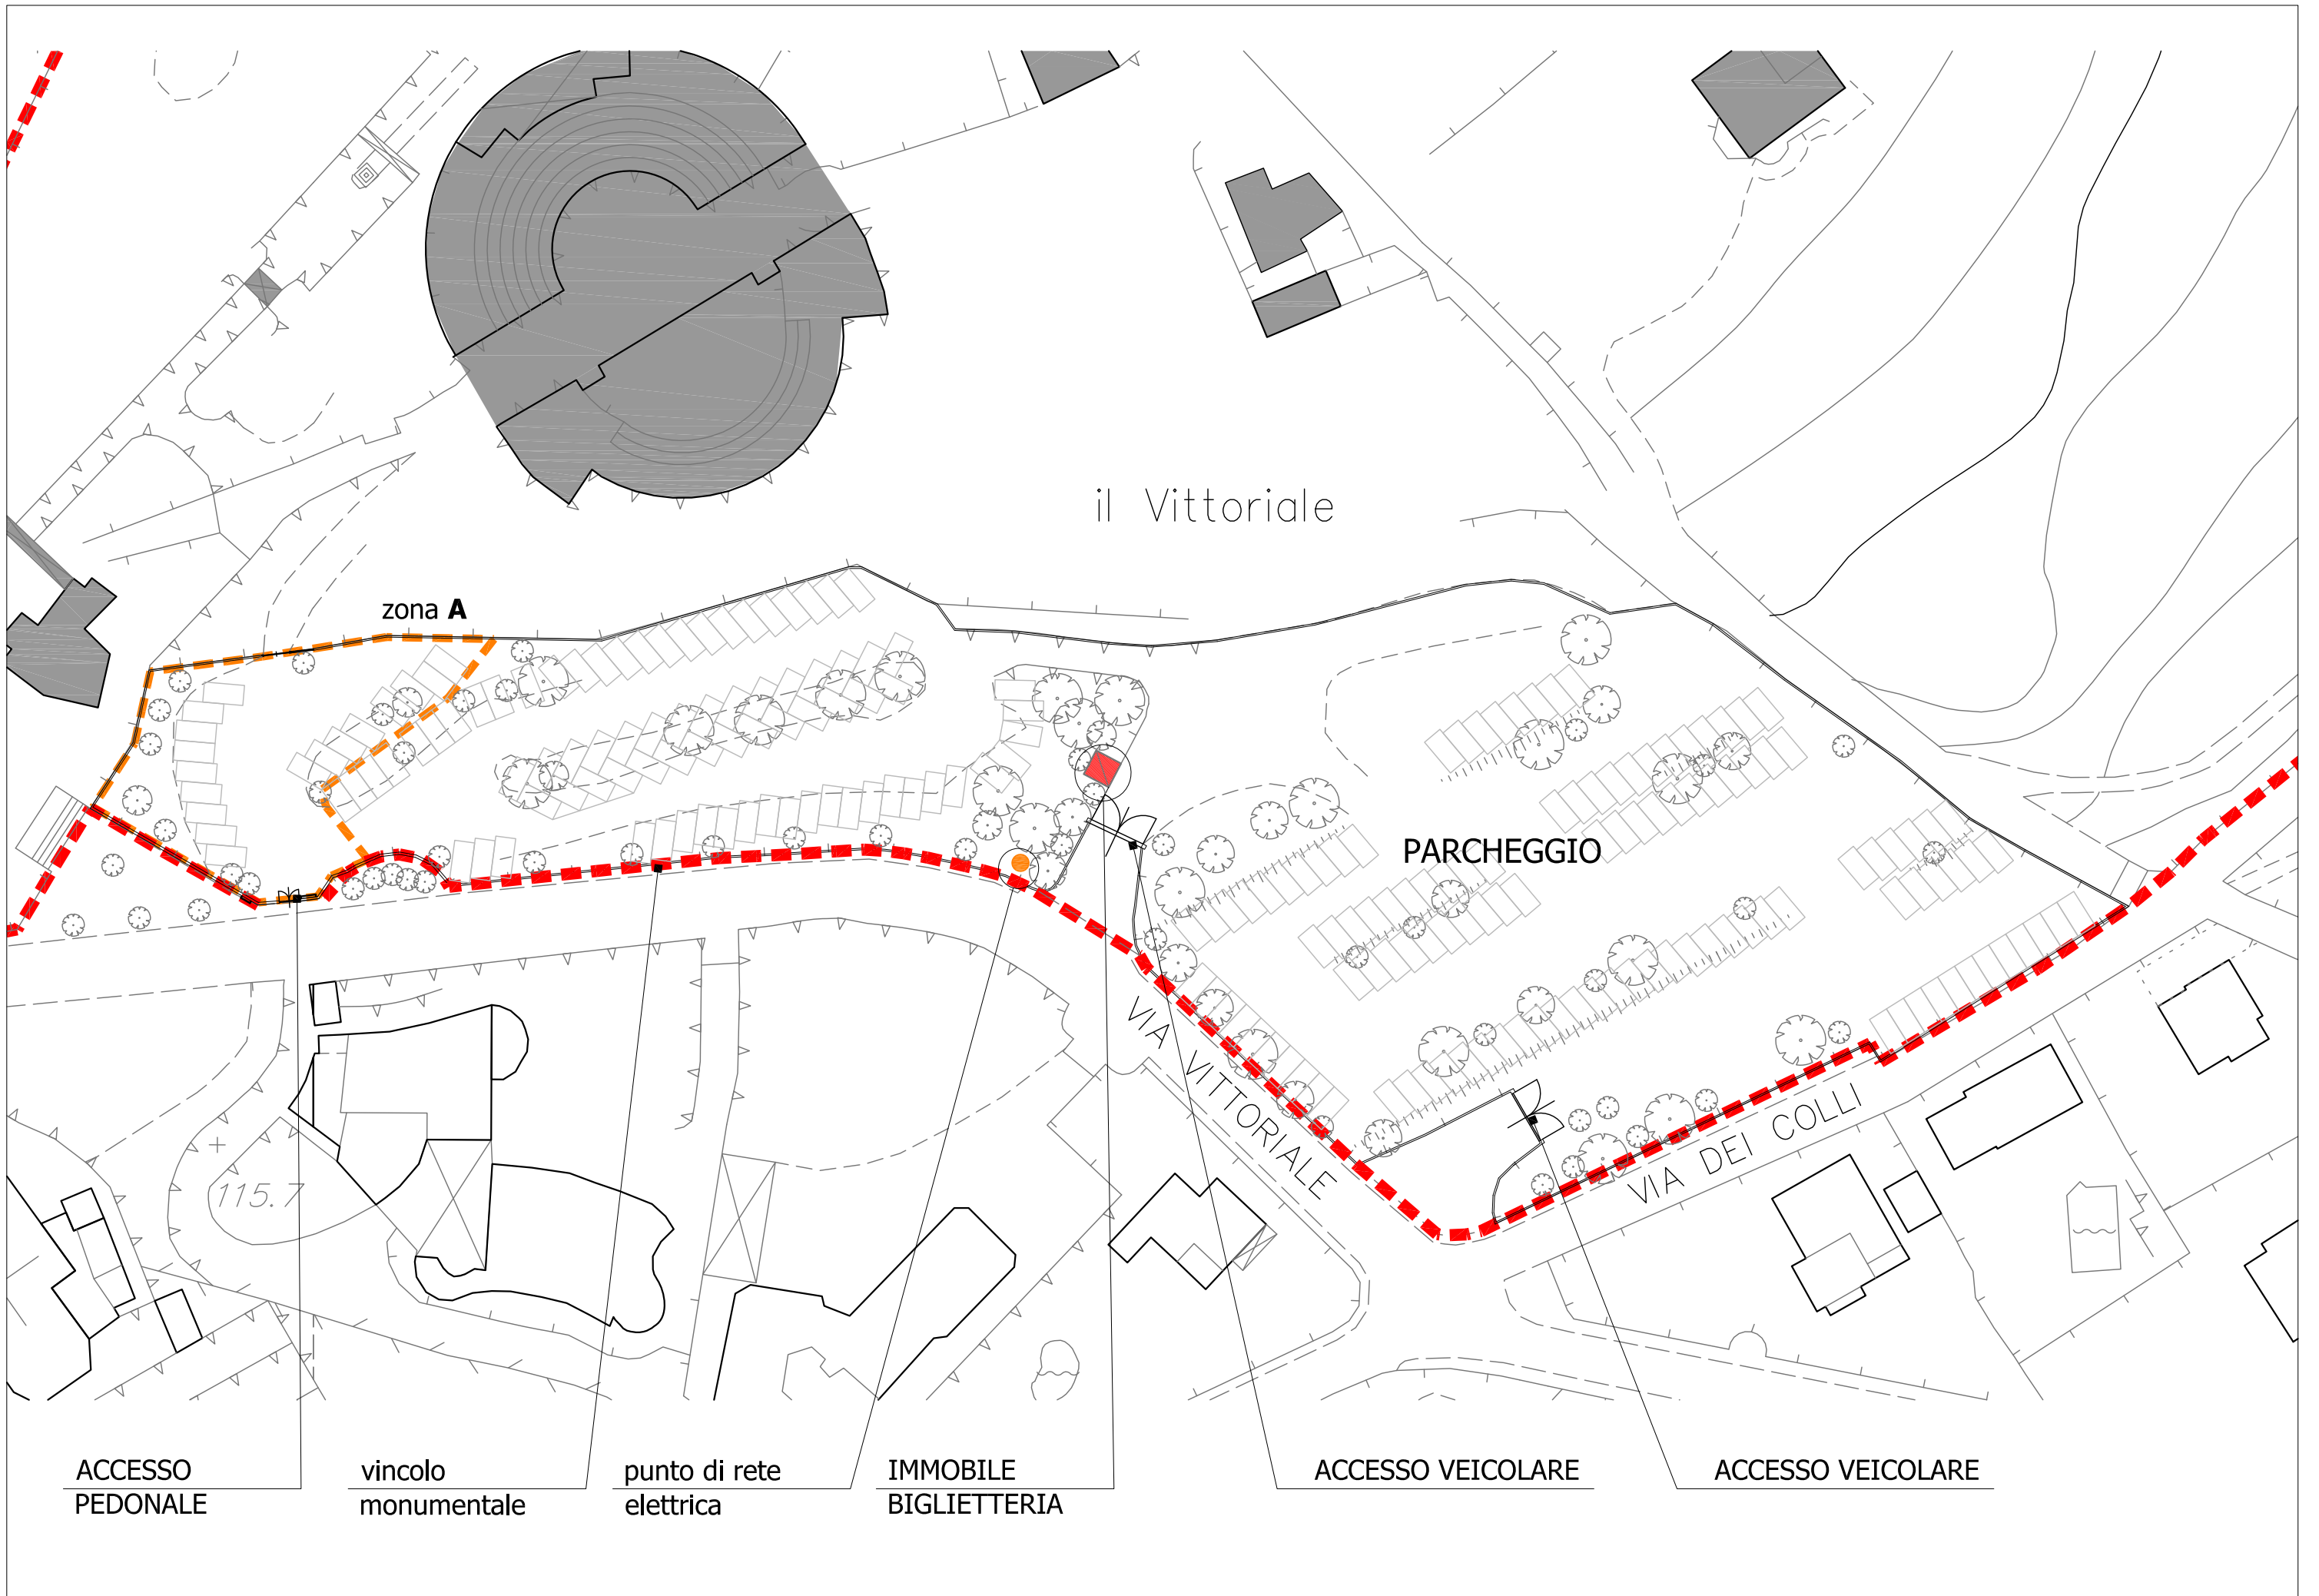 il Vittoriale
zona A
PARCHEGGIO
VIA VITTORIALE
VIA DEI COLLI
115.7
ACCESSO
PEDONALE
vincolo
monumentale
punto di rete
elettrica
IMMOBILE
BIGLIETTERIA
ACCESSO VEICOLARE
ACCESSO VEICOLARE